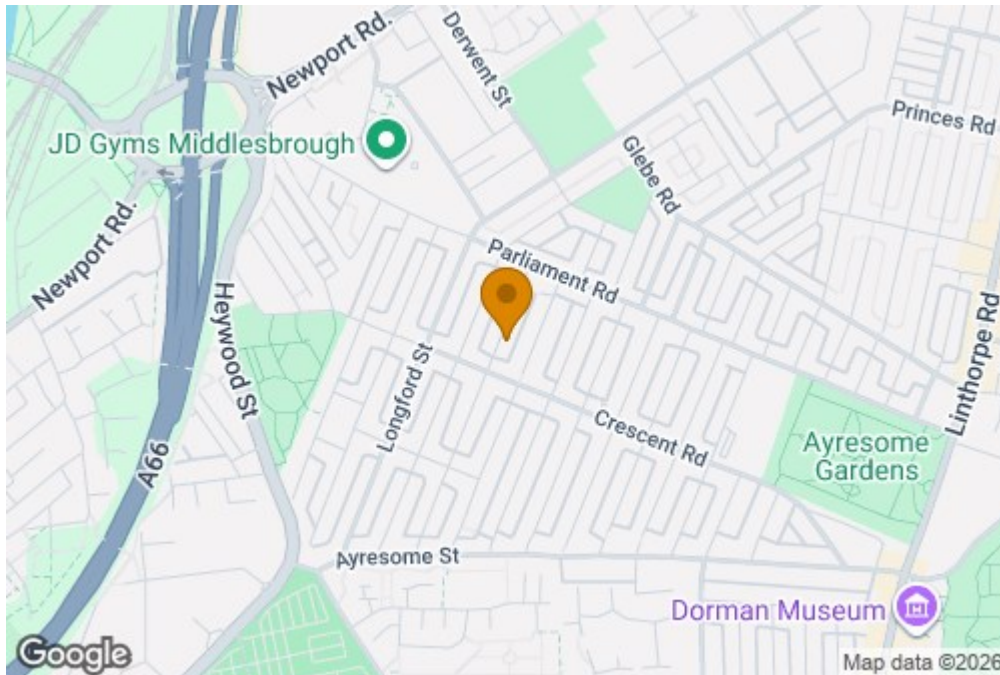 Newport Rd.
Derwent St
JD Gyms Middlesbrough
Princes Rd
Glebe Rd
Newport Rd.
Parliament Rd
Heywood St
Linthorpe Rd
Longford St
Crescent Rd
A66
Ayresome
Gardens
Ayresome St
Dorman Museum
Google
Map data ©2026